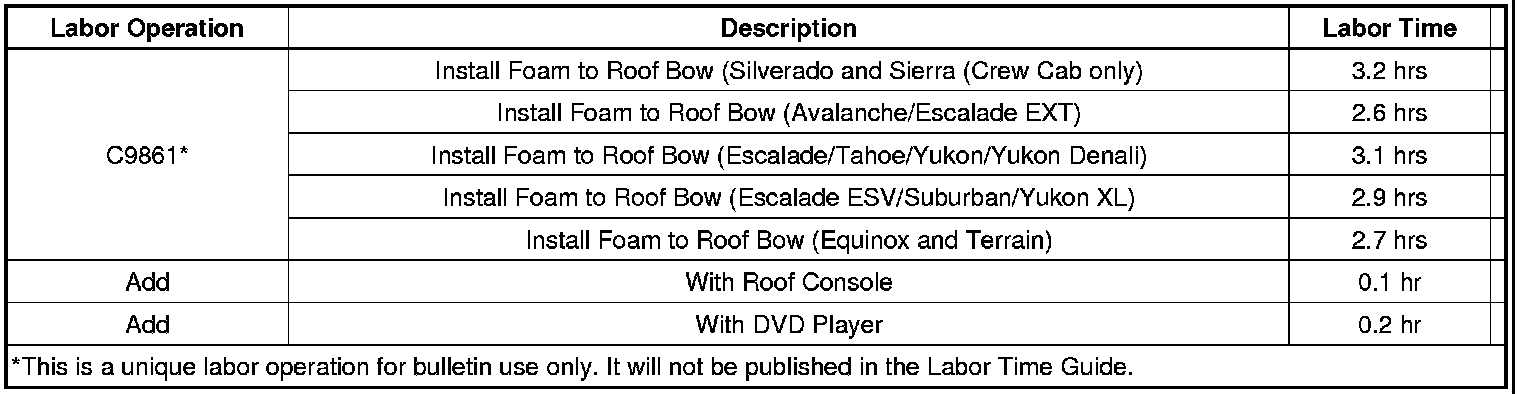 Labor Operation Description Labor Time
Install Foam to Roof Bow (Silverado and Sierra (Crew Cab only) 3.2 hrs
Install Foam to Roof Bow (Avalanche/Escalade EXT) 2.6 hrs
C9861* Install Foam to Roof Bow (Escalade/Tahoe/Yukon/Yukon Denali) 3.1 hrs
Install Foam to Roof Bow (Escalade ESV/Suburban/Yukon XL) 2.9 hrs
Install Foam to Roof Bow (Equinox and Terrain) 2.7 hrs
Add With Roof Console 0.1 hr
Add With DVD Player 0.2 hr
*This is a unique labor operation for bulletin use only. It will not be published in the Labor Time Guide.